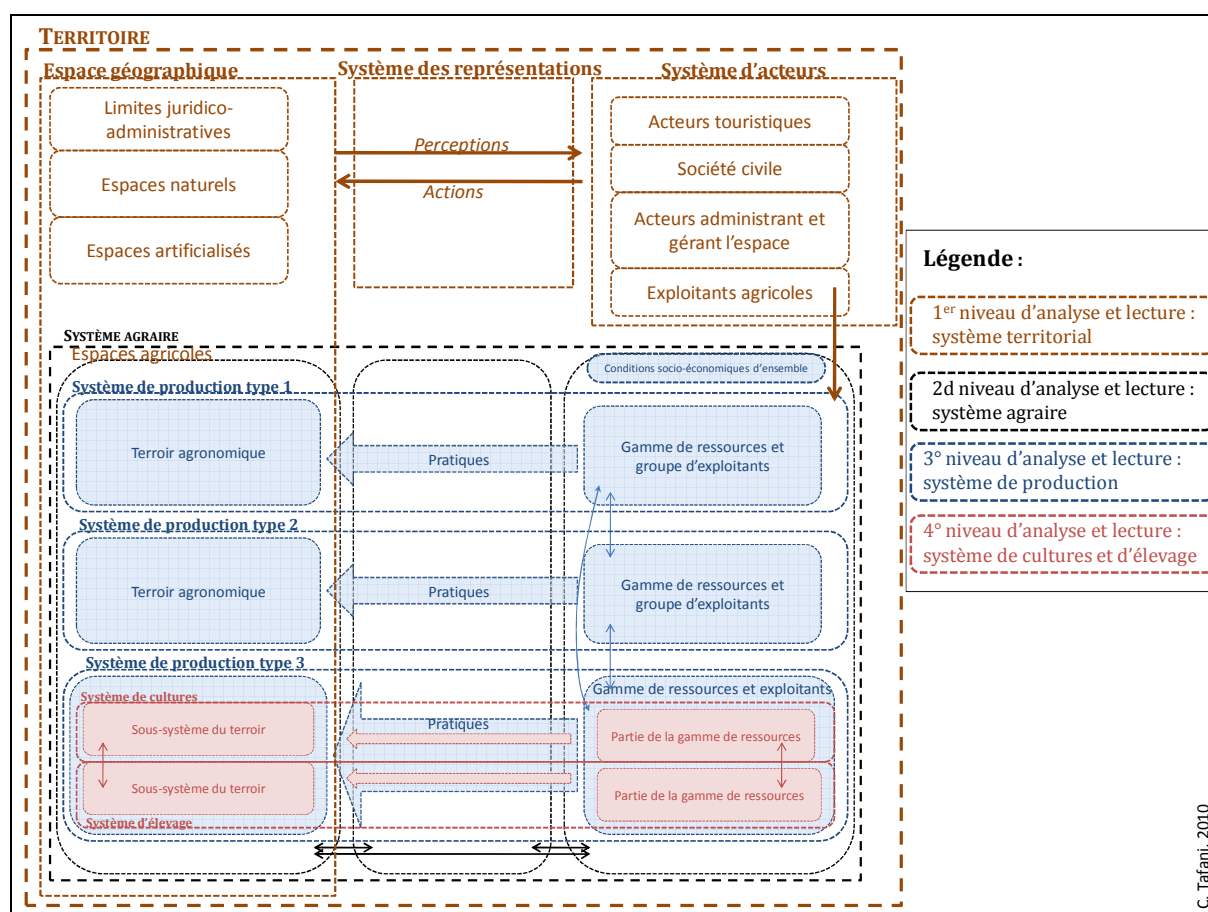 TERRITOIRE
Espace géographique
Système des représentations
Système d'acteurs
Limites juridico-
administratives
Espaces naturels
Espaces artificialisés
Perceptions
Actions
Acteurs touristiques
Société civile
Acteurs administrant et
gérant l'espace
Exploitants agricoles
SYSTÈME AGRAIRE
Espaces agricoles
Conditions socio-économiques d'ensemble
Système de production type 1
Terroir agronomique
Pratiques
Gamme de ressources et
groupe d'exploitants
Système de production type 2
Terroir agronomique
Pratiques
Gamme de ressources et
groupe d'exploitants
Système de production type 3
Gamme de ressources et exploitants
Système de cultures
Sous-système du terroir
Pratiques
Partie de la gamme de ressources
Sous-système du terroir
Partie de la gamme de ressources
Système d'élevage
Légende :
1er niveau d'analyse et lecture :
système territorial
2d niveau d'analyse et lecture :
système agraire
3° niveau d'analyse et lecture :
système de production
4° niveau d'analyse et lecture :
système de cultures et d'élevage
C. Tafani, 2010